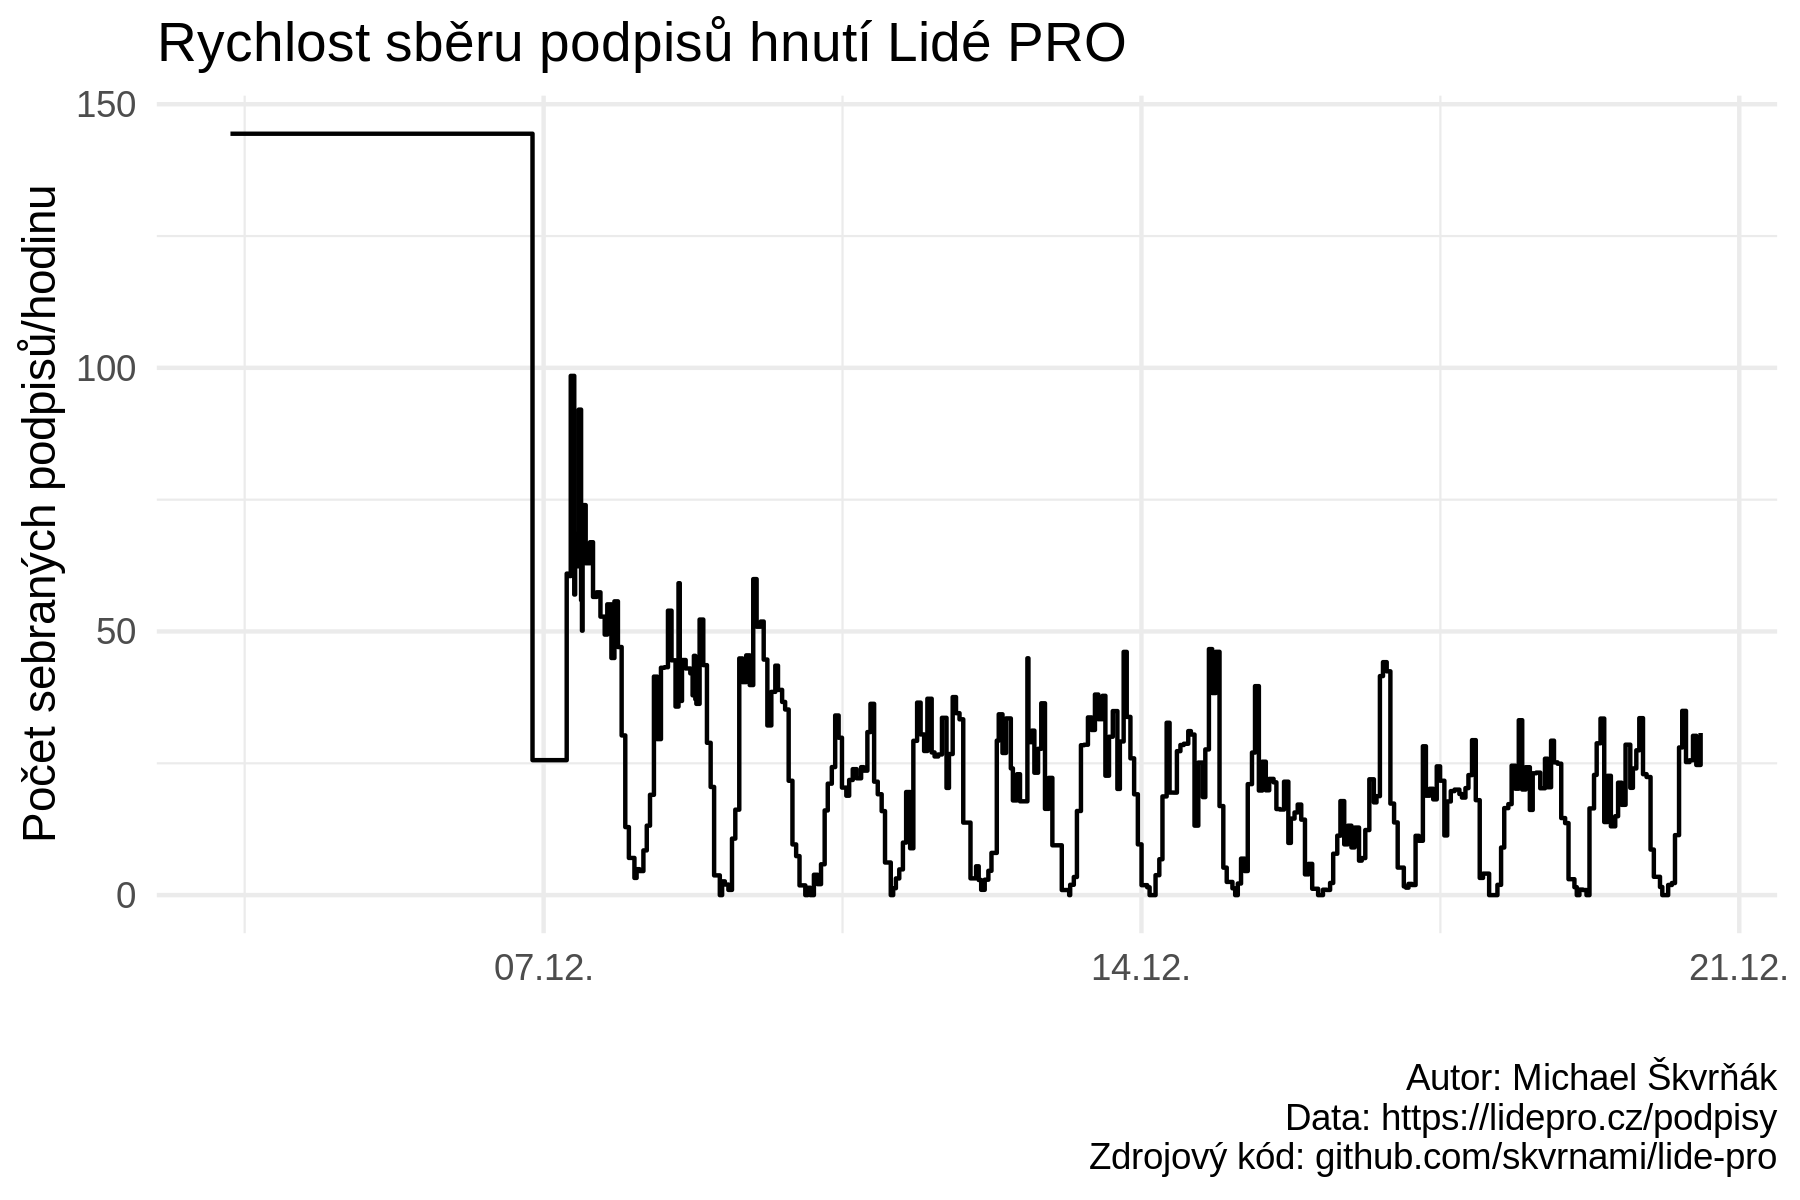 Rychlost sběru podpisů hnutí Lidé PRO
Počet sebraných podpisů/hodinu
150
100
50
0
07.12.
14.12.
21.12.
Autor: Michael Škvrňák
Data: https://lidepro.cz/podpisy
Zdrojový kód: github.com/skvrnami/lide-pro